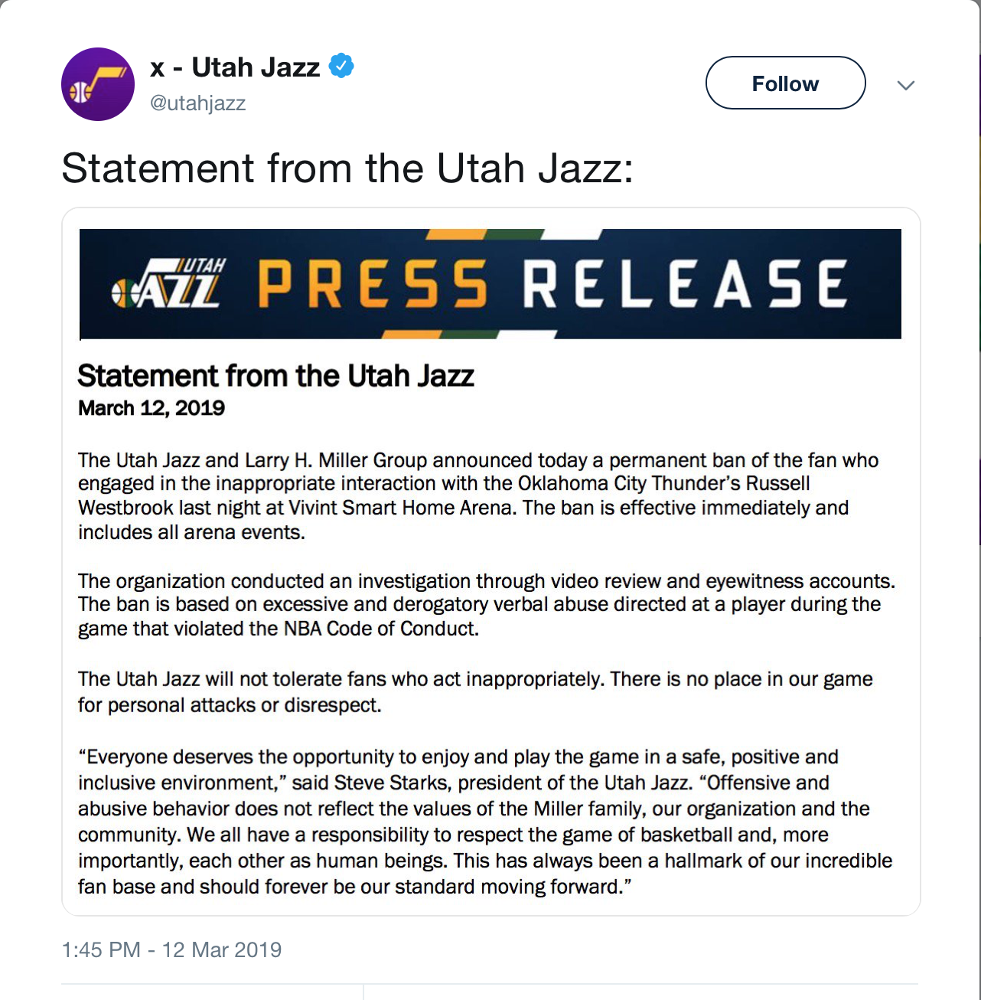 x - Utah Jazz
@utahjazz
Follow
Statement from the Utah Jazz:
UTAH
JAZZ
PRESS RELEASE
Statement from the Utah Jazz
March 12, 2019
The Utah Jazz and Larry H. Miller Group announced today a permanent ban of the fan who
engaged in the inappropriate interaction with the Oklahoma City Thunder’s Russell
Westbrook last night at Vivint Smart Home Arena. The ban is effective immediately and
includes all arena events.
The organization conducted an investigation through video review and eyewitness accounts.
The ban is based on excessive and derogatory verbal abuse directed at a player during the
game that violated the NBA Code of Conduct.
The Utah Jazz will not tolerate fans who act inappropriately. There is no place in our game
for personal attacks or disrespect.
“Everyone deserves the opportunity to enjoy and play the game in a safe, positive and
inclusive environment,” said Steve Starks, president of the Utah Jazz. “Offensive and
abusive behavior does not reflect the values of the Miller family, our organization and the
community. We all have a responsibility to respect the game of basketball and, more
importantly, each other as human beings. This has always been a hallmark of our incredible
fan base and should forever be our standard moving forward.”
1:45 PM - 12 Mar 2019